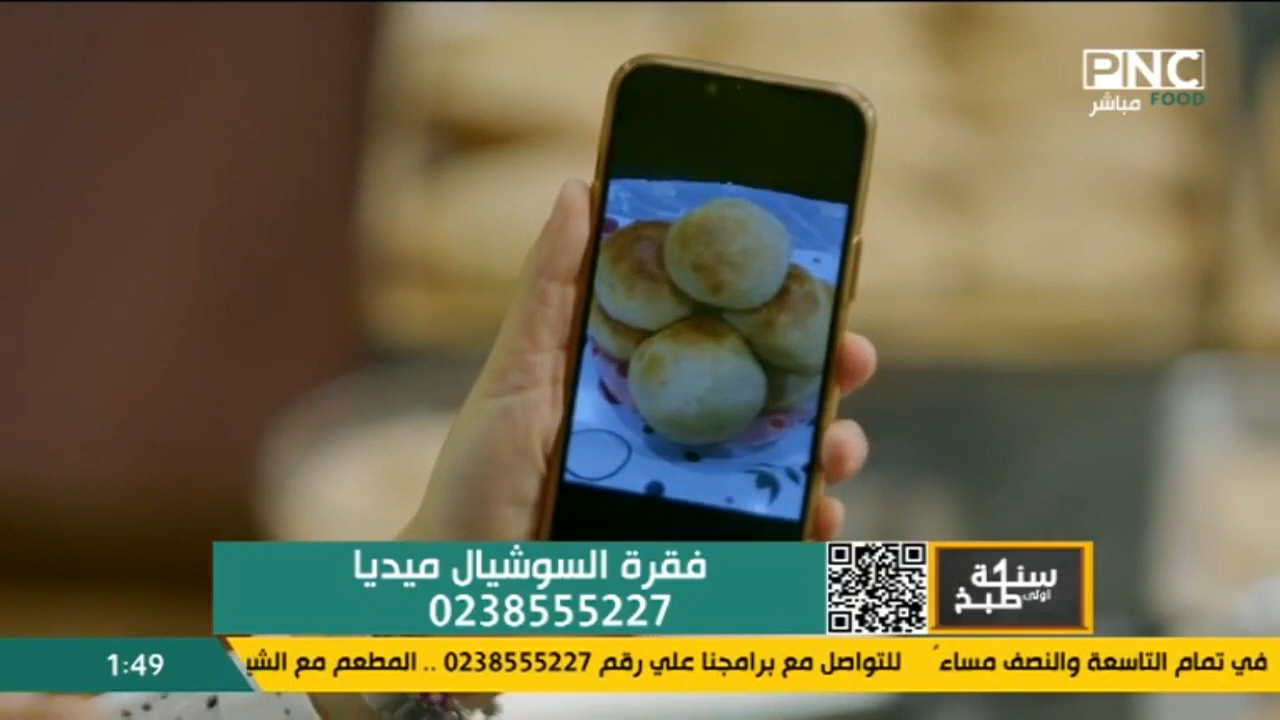 PNC
FOOD مباشر
فقرة السوشيال ميديا
0238555227
سنة أولى طبخ
1:49
في تمام التاسعة والنصف مساءً للتواصل مع برامجنا علي رقم 0238555227 .. المطعم مع الشي